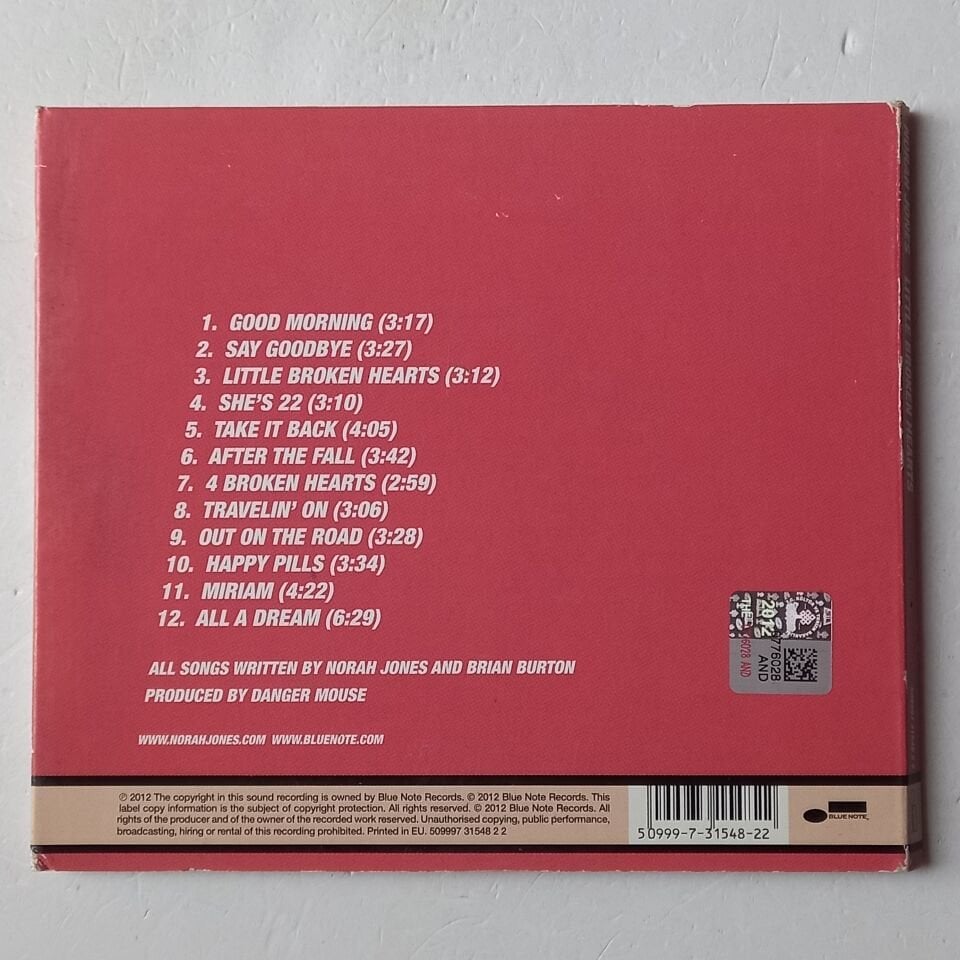 1. GOOD MORNING (3:17)
2. SAY GOODBYE (3:27)
3. LITTLE BROKEN HEARTS (3:12)
4. SHE'S 22 (3:10)
5. TAKE IT BACK (4:05)
6. AFTER THE FALL (3:42)
7. 4 BROKEN HEARTS (2:59)
8. TRAVELIN' ON (3:06)
9. OUT ON THE ROAD (3:28)
10. HAPPY PILLS (3:34)
11. MIRIAM (4:22)
12. ALL A DREAM (6:29)
ALL SONGS WRITTEN BY NORAH JONES AND BRIAN BURTON
PRODUCED BY DANGER MOUSE
WWW.NORAHJONES.COM WWW.BLUENOTE.COM
℗ 2012 The copyright in this sound recording is owned by Blue Note Records. © 2012 Blue Note Records. This
label copy information is the subject of copyright protection. All rights reserved. © 2012 Blue Note Records. All
rights of the producer and of the owner of the recorded work reserved. Unauthorised copying, public performance,
broadcasting, hiring or rental of this recording prohibited. Printed in EU. 509997 31548 2 2
5 0999-7-31548-22
BLUE NOTE
2012
THE
776028
AND
6028 AND
BROKEN HEARTS